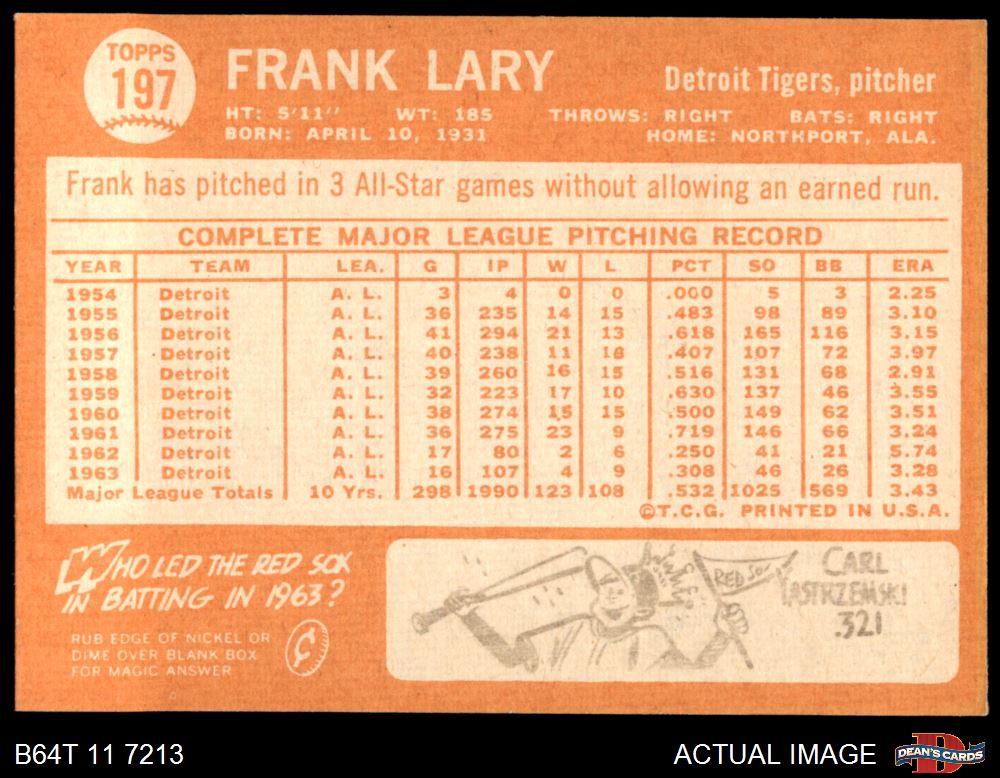 TOPPS
197
FRANK LARY
Detroit Tigers, pitcher
HT: 5'11" WT: 185 THROWS: RIGHT BATS: RIGHT
BORN: APRIL 10, 1931 HOME: NORTHPORT, ALA.
Frank has pitched in 3 All-Star games without allowing an earned run.
COMPLETE MAJOR LEAGUE PITCHING RECORD
YEAR TEAM LEA. G IP W L PCT SO BB ERA
1954 Detroit A. L. 3 4 0 0 .000 5 3 2.25
1955 Detroit A. L. 36 235 14 15 .483 98 89 3.10
1956 Detroit A. L. 41 294 21 13 .618 165 116 3.15
1957 Detroit A. L. 40 238 11 16 .407 107 72 3.97
1958 Detroit A. L. 39 260 16 15 .516 131 68 2.91
1959 Detroit A. L. 32 223 17 10 .630 137 46 3.55
1960 Detroit A. L. 38 274 15 15 .500 149 62 3.51
1961 Detroit A. L. 36 275 23 9 .719 146 66 3.24
1962 Detroit A. L. 17 80 2 6 .250 41 21 5.74
1963 Detroit A. L. 16 107 4 9 .308 46 26 3.28
Major League Totals 10 Yrs. 298 1990 123 108 .532 1025 569 3.43
©T.C.G. PRINTED IN U.S.A.
WHO LED THE RED SOX
IN BATTING IN 1963?
RUB EDGE OF NICKEL OR
DIME OVER BLANK BOX
FOR MAGIC ANSWER
¢
RED SOX
CARL
YASTRZEMSKI
.321
B64T 11 7213
ACTUAL IMAGE
D
DEAN'S CARDS